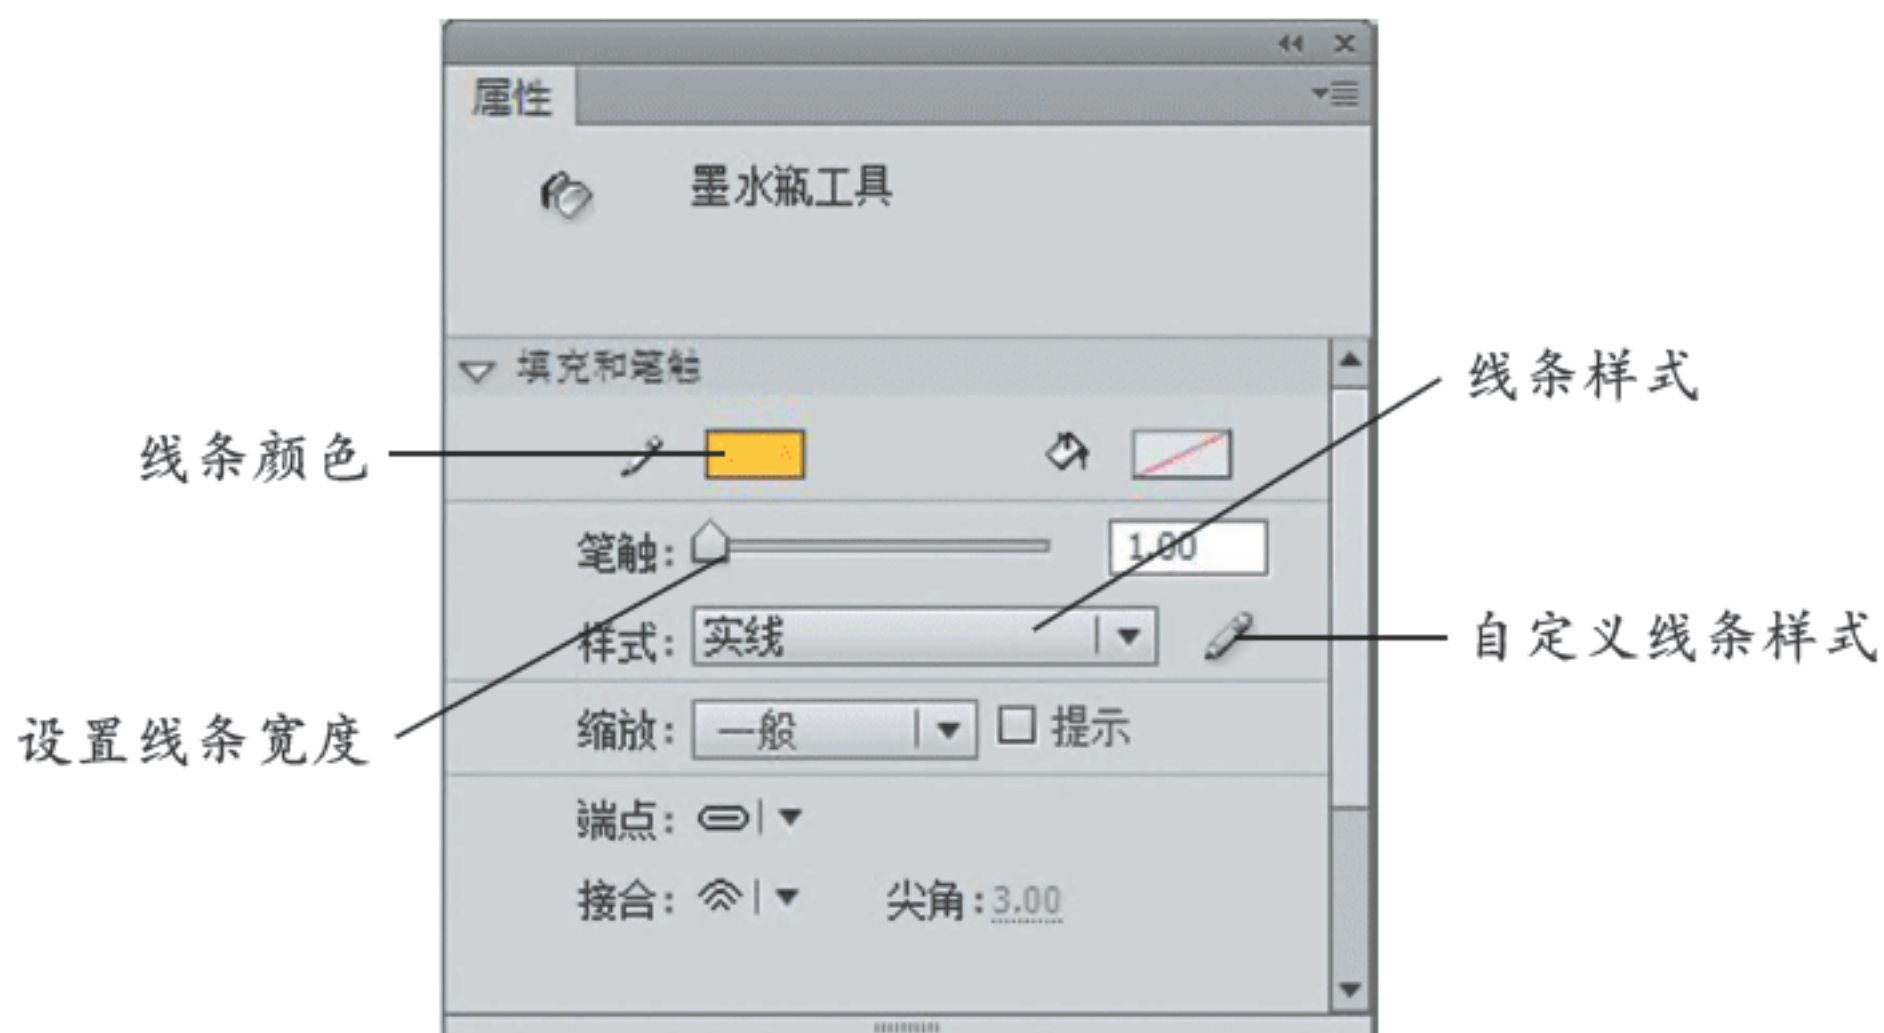 属性
墨水瓶工具
填充和笔触
线条样式
线条颜色
笔触: 1.00
样式: 实线
自定义线条样式
设置线条宽度
缩放: 一般 提示
端点:
接合: 尖角: 3.00